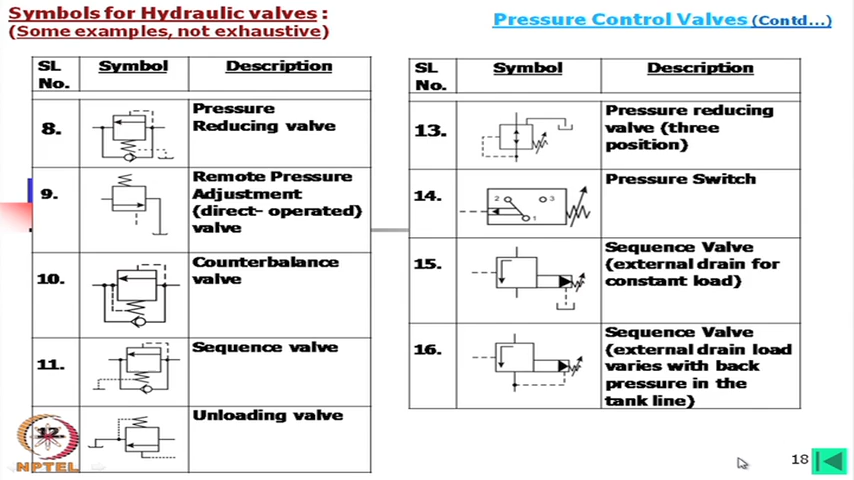 Symbols for Hydraulic valves :
(Some examples, not exhaustive)
Pressure Control Valves (Contd...)
SL No. Symbol Description
8. Pressure
Reducing valve
9. Remote Pressure
Adjustment
(direct- operated)
valve
10. Counterbalance
valve
11. Sequence valve
12. Unloading valve
SL No. Symbol Description
13. Pressure reducing
valve (three
position)
14. Pressure Switch
2 3
1
15. Sequence Valve
(external drain for
constant load)
16. Sequence Valve
(external drain load
varies with back
pressure in the
tank line)
NPTEL
18